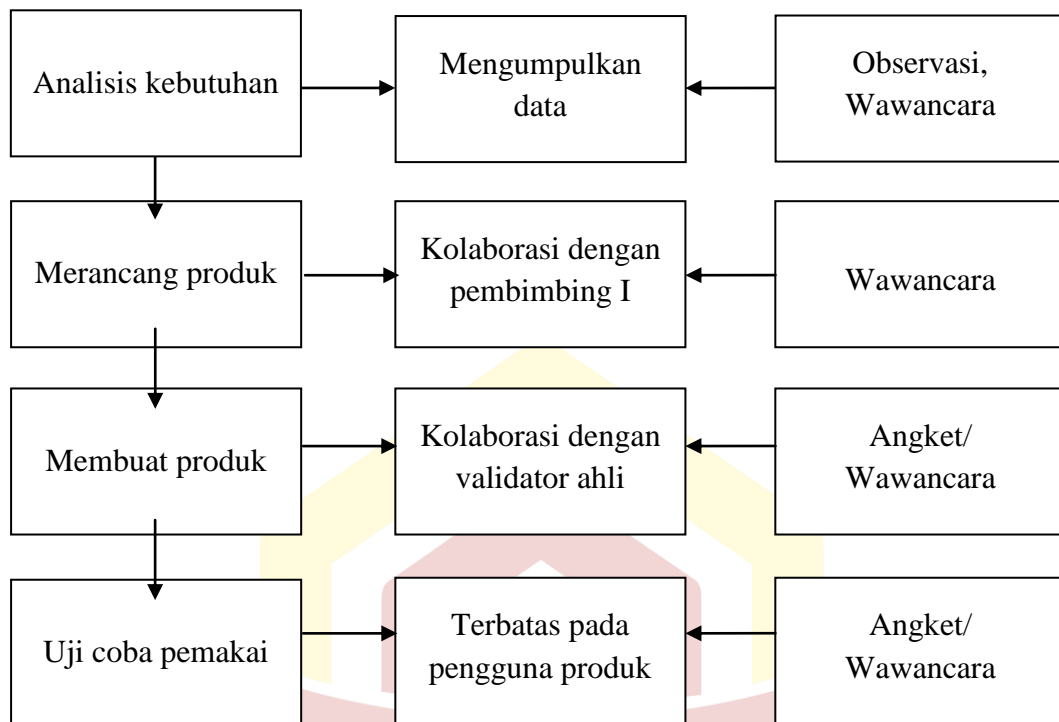 Analisis kebutuhan
Mengumpulkan
data
Observasi,
Wawancara
Merancang produk
Kolaborasi dengan
pembimbing I
Wawancara
Membuat produk
Kolaborasi dengan
validator ahli
Angket/
Wawancara
Uji coba pemakai
Terbatas pada
pengguna produk
Angket/
Wawancara